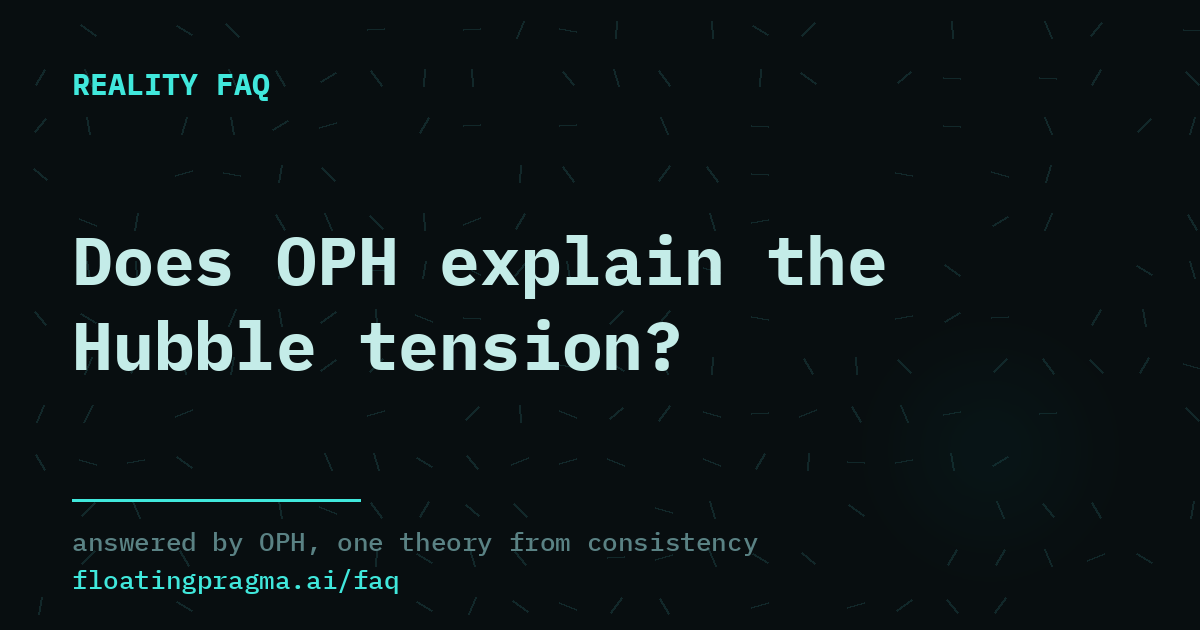 REALITY FAQ
Does OPH explain the
Hubble tension?
answered by OPH, one theory from consistency
floatingpragma.ai/faq